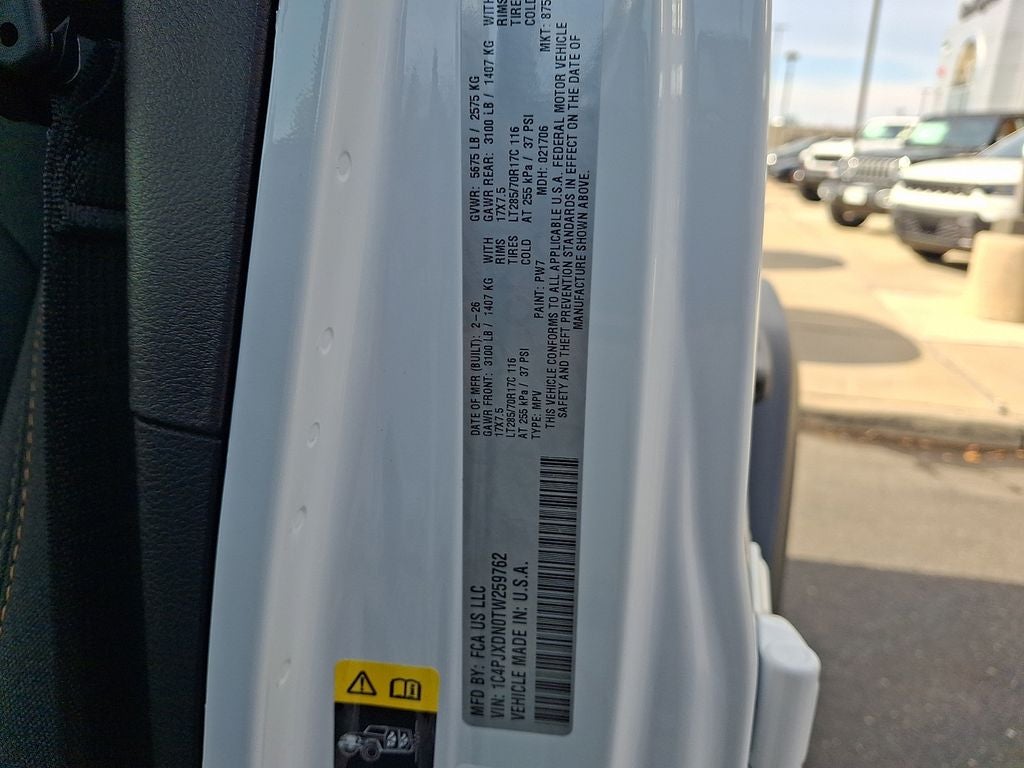 MFD BY: FCA US LLC
VIN: 1C4PJXDN0TW259762
VEHICLE MADE IN: U.S.A.
DATE OF MFR (BUILT): 2-26 GVWR: 5675 LB / 2575 KG
GAWR FRONT: 3100 LB / 1407 KG WITH GAWR REAR: 3100 LB / 1407 KG WITH
17X7.5 RIMS 17X7.5 RIMS
LT285/70R17C 116 TIRES LT285/70R17C 116 TIRES
AT 255 kPa / 37 PSI COLD AT 255 kPa / 37 PSI COLD
TYPE: MPV PAINT: PW7 MDH: 021706 MKT: 875
THIS VEHICLE CONFORMS TO ALL APPLICABLE U.S.A. FEDERAL MOTOR VEHICLE
SAFETY AND THEFT PREVENTION STANDARDS IN EFFECT ON THE DATE OF
MANUFACTURE SHOWN ABOVE.